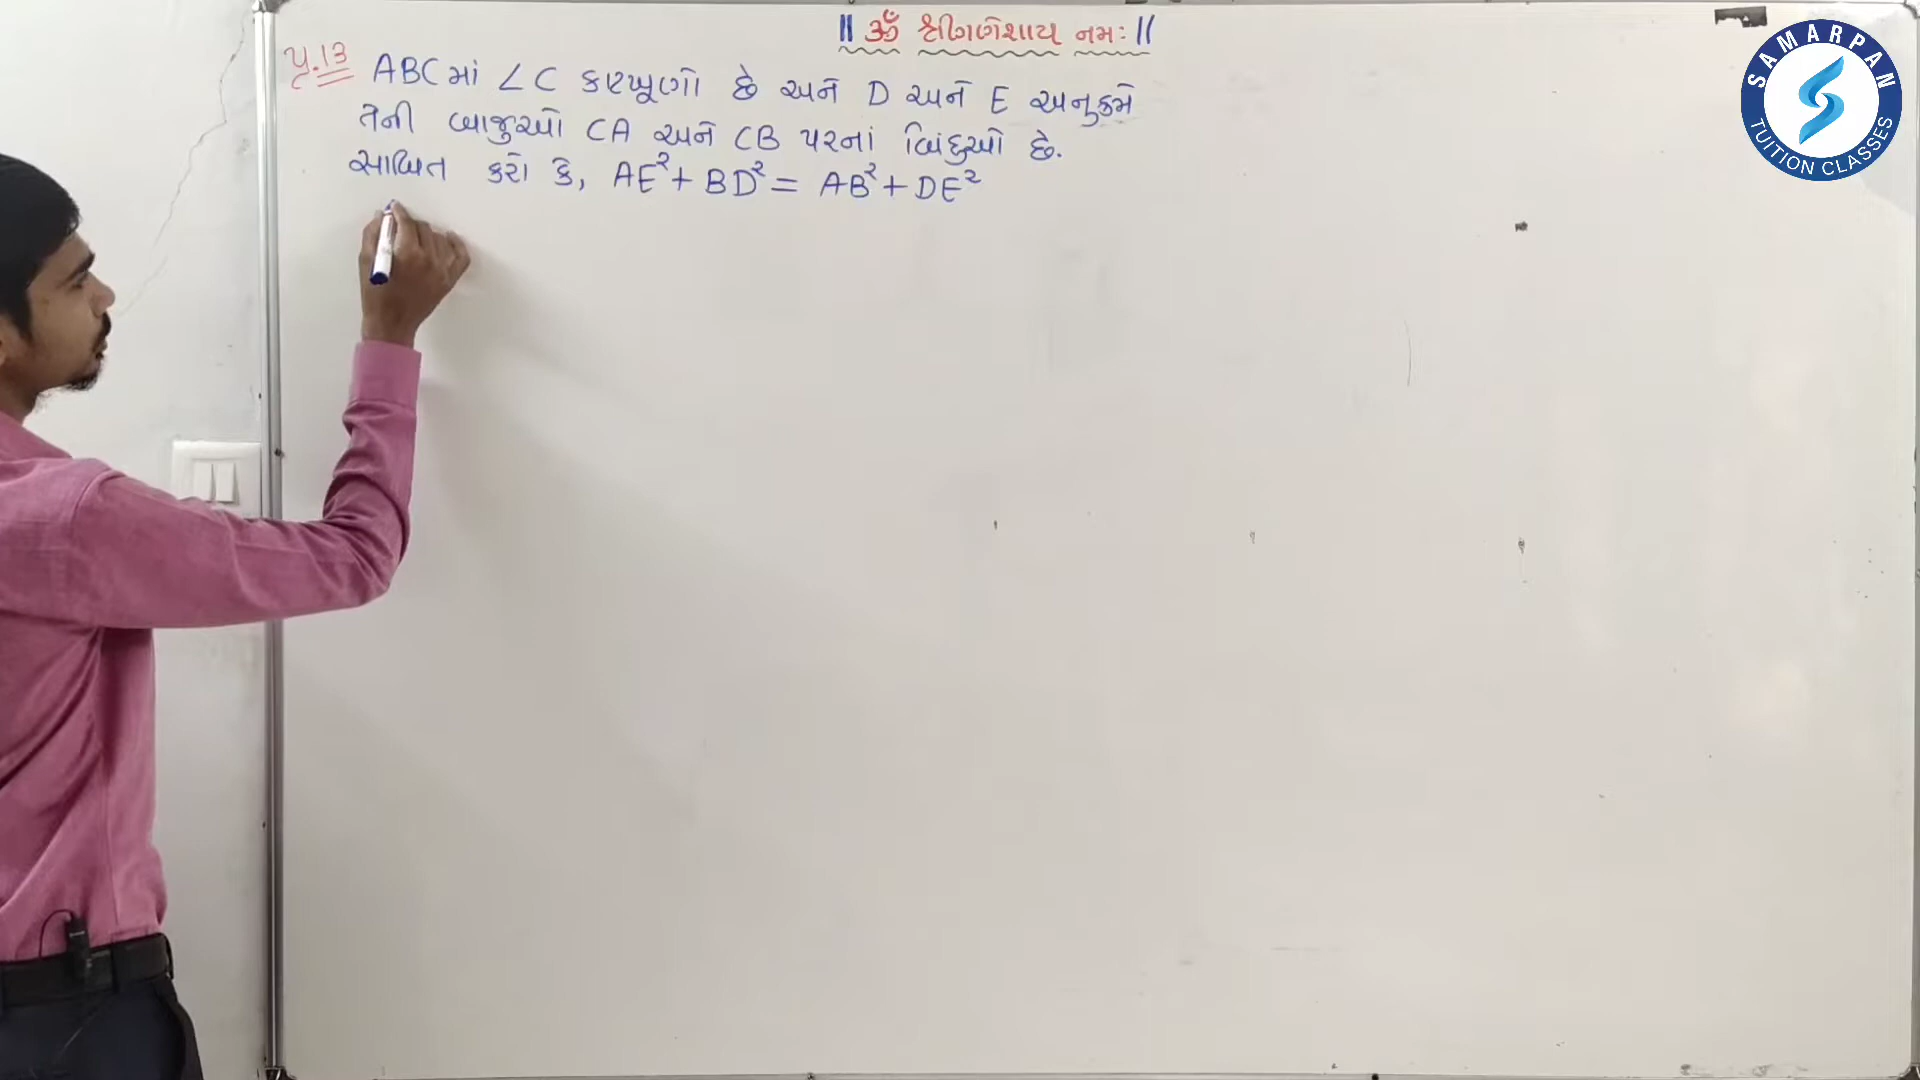 || ૐ શ્રીગણેશાય નમઃ ||
પ્ર.13 ABC માં ∠C કાટખૂણો છે અને D અને E અનુક્રમે
તેની બાજુઓ CA અને CB પરનાં બિંદુઓ છે.
સાબિત કરો કે, AE² + BD² = AB² + DE²
SAMARPAN
TUITION CLASSES